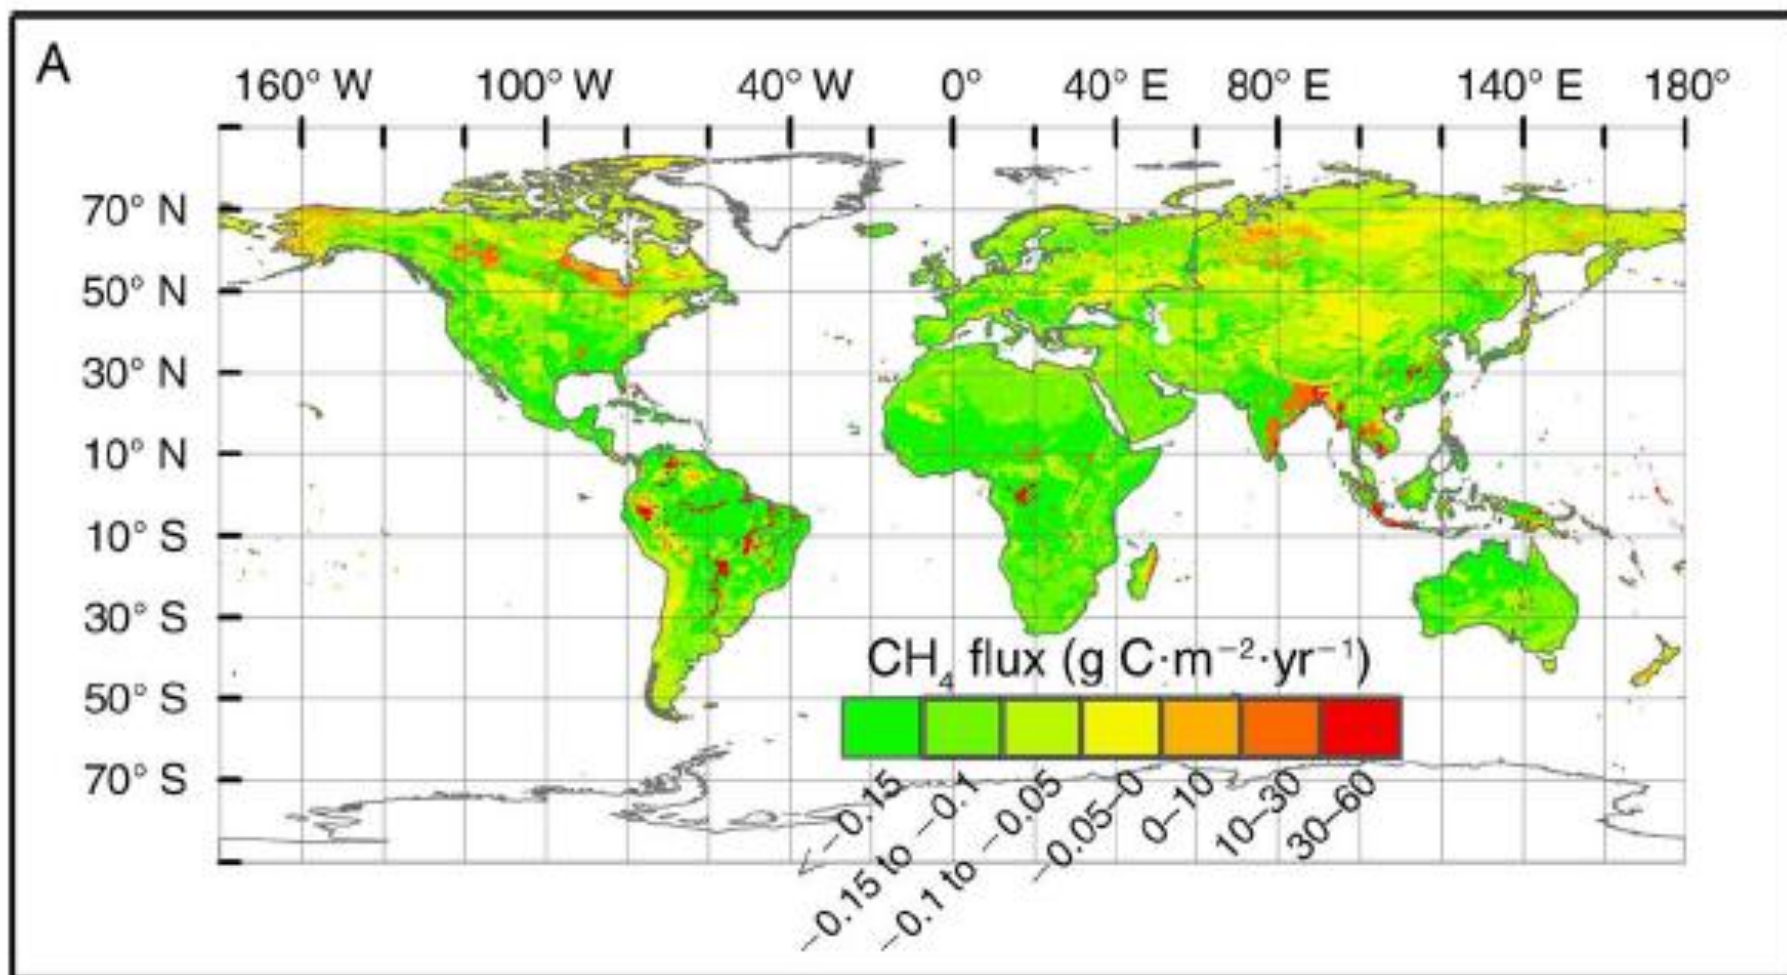 A
160° W 100° W 40° W 0° 40° E 80° E 140° E 180°
70° N
50° N
30° N
10° N
10° S
30° S
50° S
70° S
CH₄ flux (g C·m⁻²·yr⁻¹)
<−0.15
−0.15 to −0.1
−0.1 to −0.05
−0.05–0
0–10
10–30
30–60